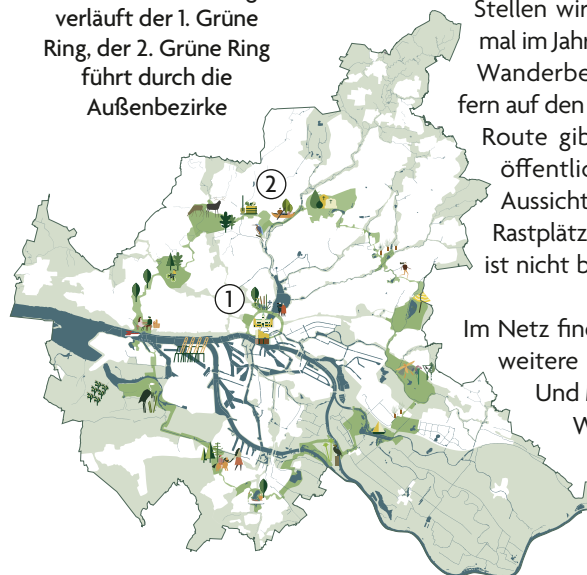 verläuft der 1. Grüne
Ring, der 2. Grüne Ring
führt durch die
Außenbezirke
2
1
Stellen wir
mal im Jahr
Wanderbe
fern auf den
Route gib
öffentlic
Aussicht
Rastplätz
ist nicht b
Im Netz find
weitere
Und
W